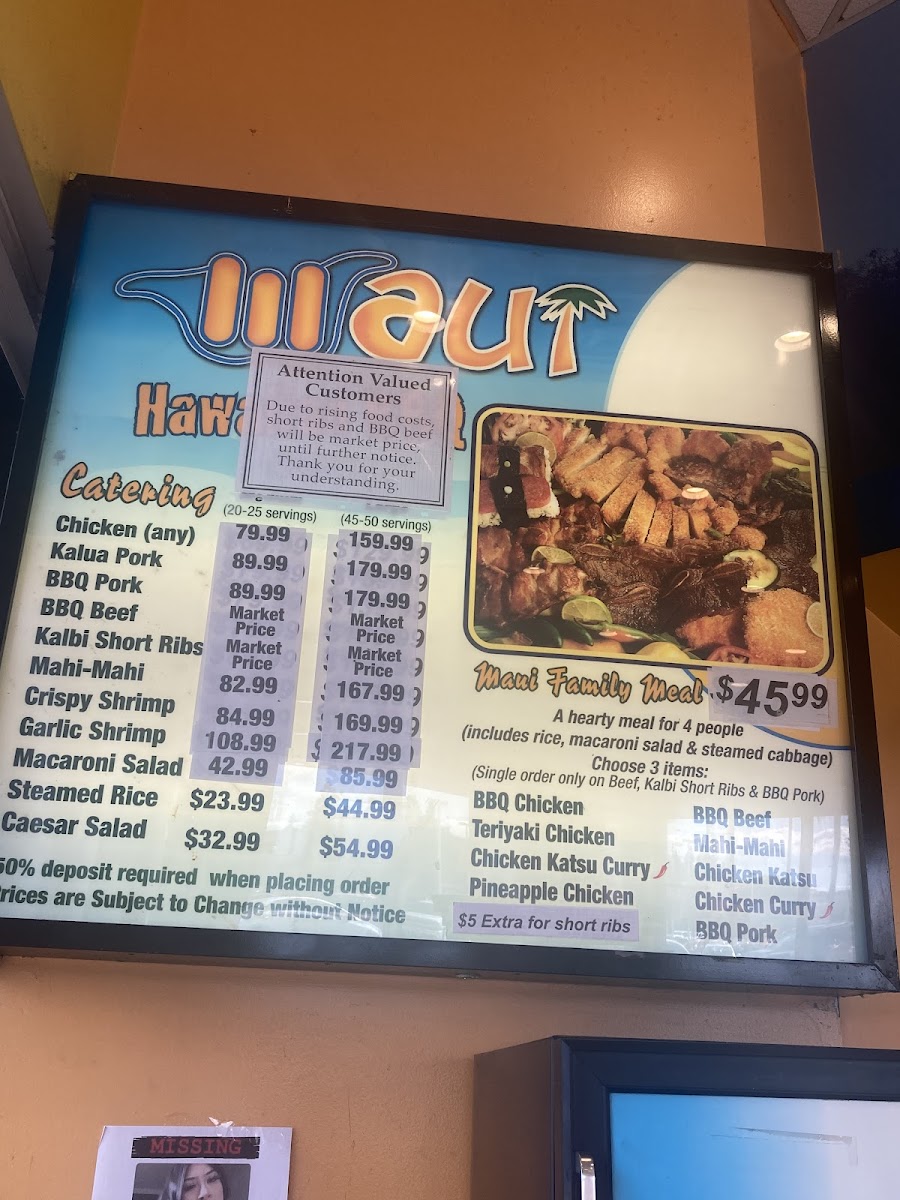 Maui
Attention Valued
Customers
Due to rising food costs,
short ribs and BBQ beef
will be market price,
until further notice.
Thank you for your
understanding.
Catering
(20-25 servings) (45-50 servings)
Chicken (any) 79.99 159.99
Kalua Pork 89.99 179.99
BBQ Pork 89.99 179.99
BBQ Beef Market Price Market Price
Kalbi Short Ribs Market Price Market Price
Mahi-Mahi 82.99 167.99
Crispy Shrimp 84.99 169.99
Garlic Shrimp 108.99 217.99
Macaroni Salad 42.99 $85.99
Steamed Rice $23.99 $44.99
Caesar Salad $32.99 $54.99
50% deposit required when placing order
Prices are Subject to Change without Notice
Maui Family Meal $45.99
A hearty meal for 4 people
(includes rice, macaroni salad & steamed cabbage)
Choose 3 items:
(Single order only on Beef, Kalbi Short Ribs & BBQ Pork)
BBQ Chicken
Teriyaki Chicken
Chicken Katsu Curry
Pineapple Chicken
$5 Extra for short ribs
BBQ Beef
Mahi-Mahi
Chicken Katsu
Chicken Curry
BBQ Pork
MISSING